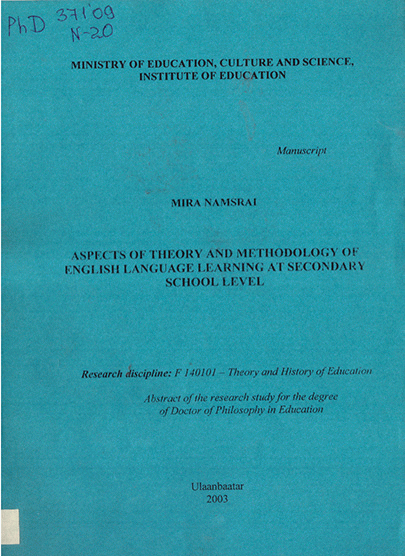 PhD 371'09
N-20
MINISTRY OF EDUCATION, CULTURE AND SCIENCE,
INSTITUTE OF EDUCATION
Manuscript
MIRA NAMSRAI
ASPECTS OF THEORY AND METHODOLOGY OF
ENGLISH LANGUAGE LEARNING AT SECONDARY
SCHOOL LEVEL
Research discipline: F 140101 – Theory and History of Education
Abstract of the research study for the degree
of Doctor of Philosophy in Education
Ulaanbaatar
2003